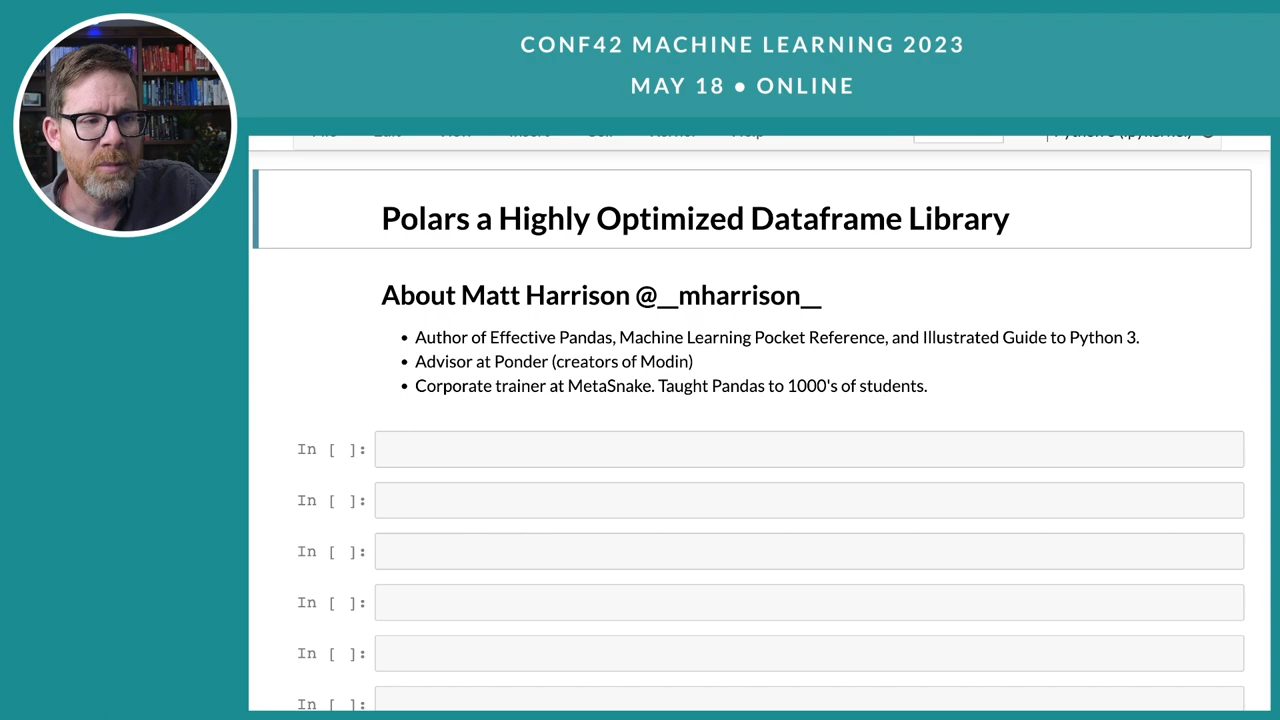 CONF42 MACHINE LEARNING 2023
MAY 18 • ONLINE
Polars a Highly Optimized Dataframe Library
About Matt Harrison @__mharrison__
• Author of Effective Pandas, Machine Learning Pocket Reference, and Illustrated Guide to Python 3.
• Advisor at Ponder (creators of Modin)
• Corporate trainer at MetaSnake. Taught Pandas to 1000's of students.
In [ ]:
In [ ]:
In [ ]:
In [ ]:
In [ ]:
In [ ]: